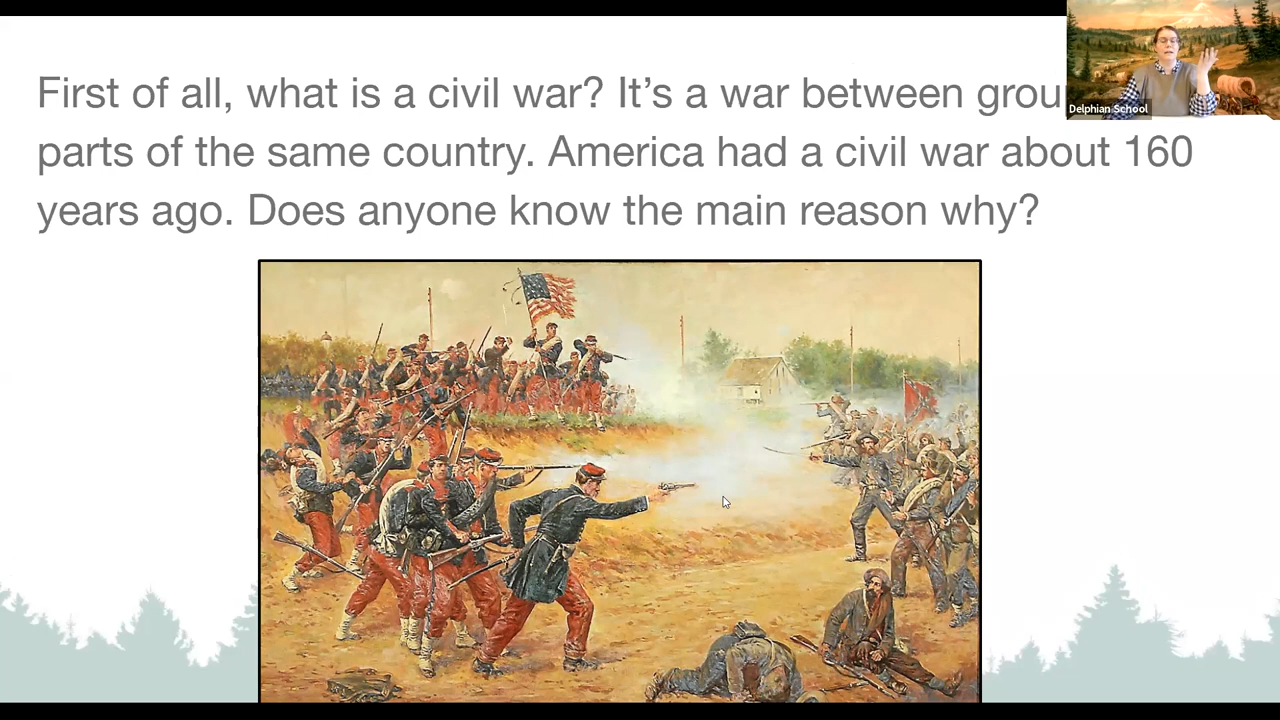 First of all, what is a civil war? It’s a war between
parts of the same country. America had a civil war about 160
years ago. Does anyone know the main reason why?
Delphian School